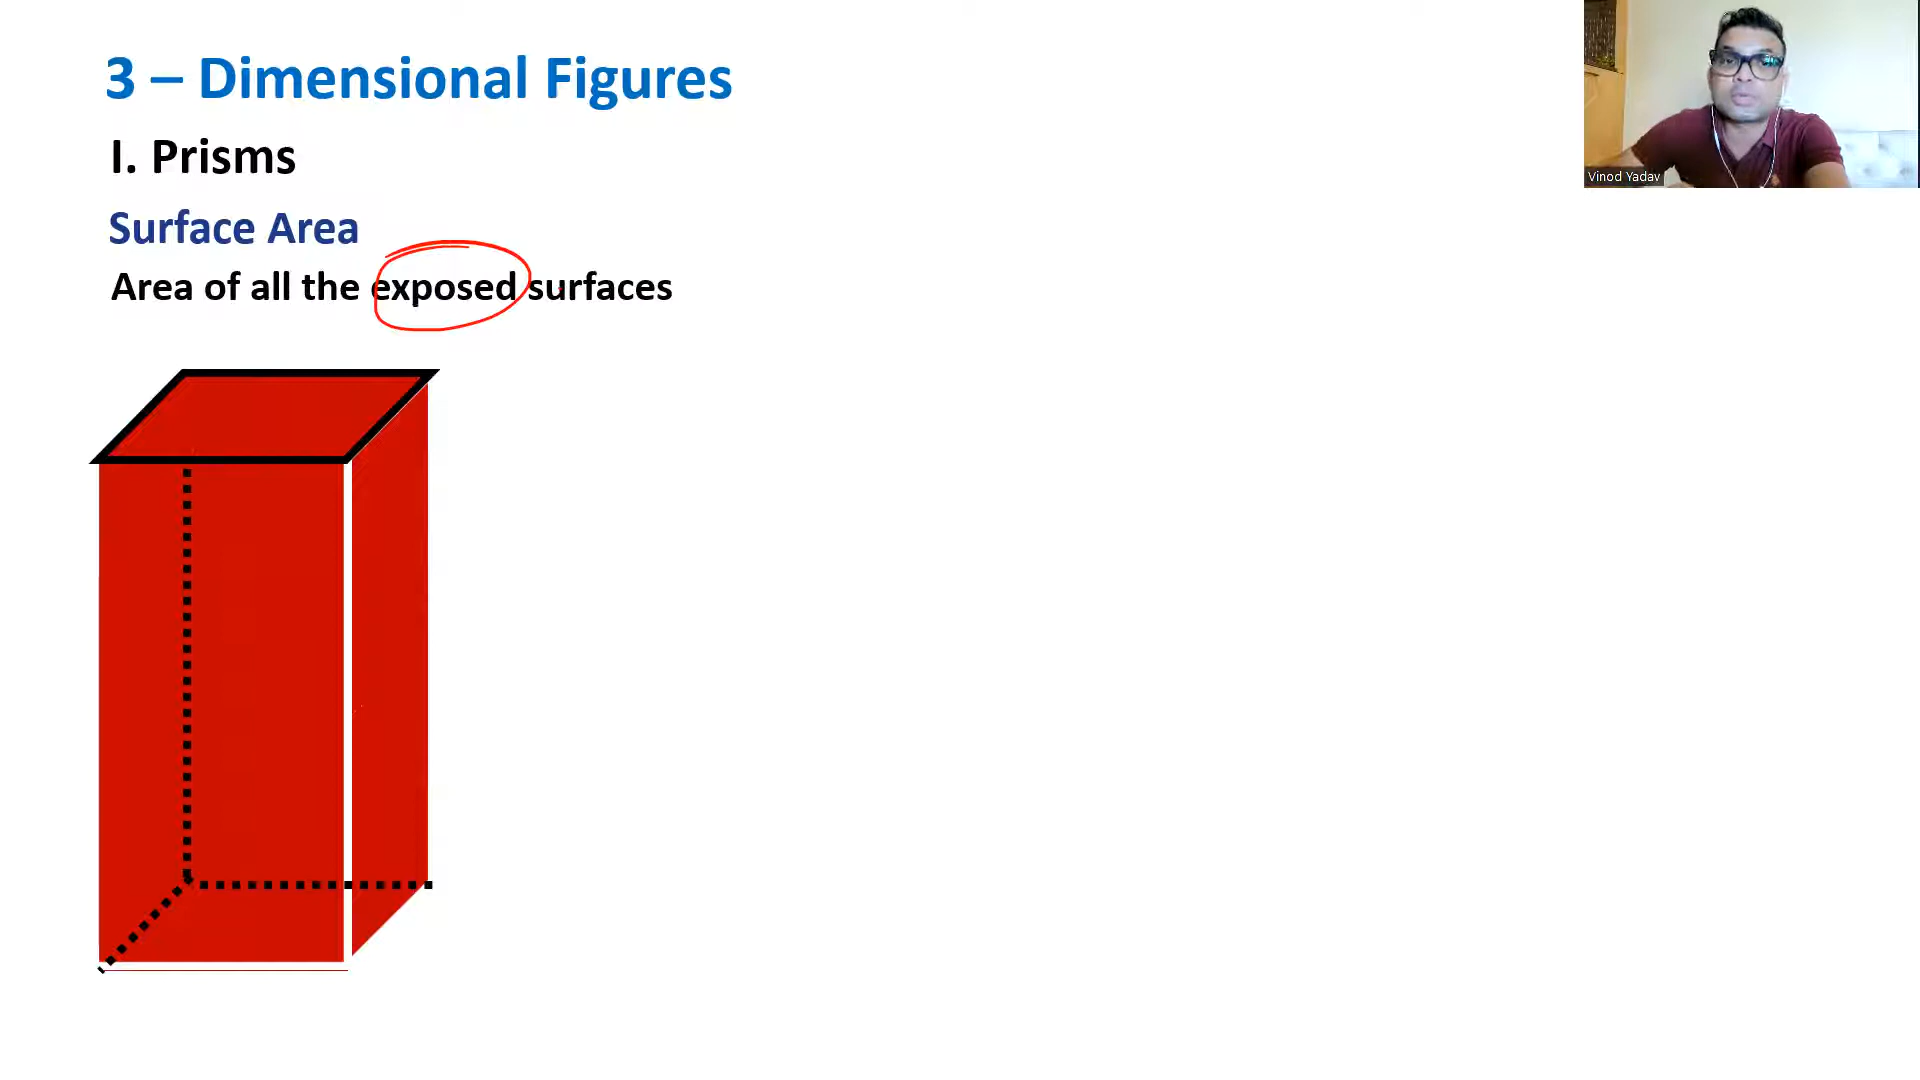 3 – Dimensional Figures
I. Prisms
Surface Area
Area of all the exposed surfaces
Vinod Yadav